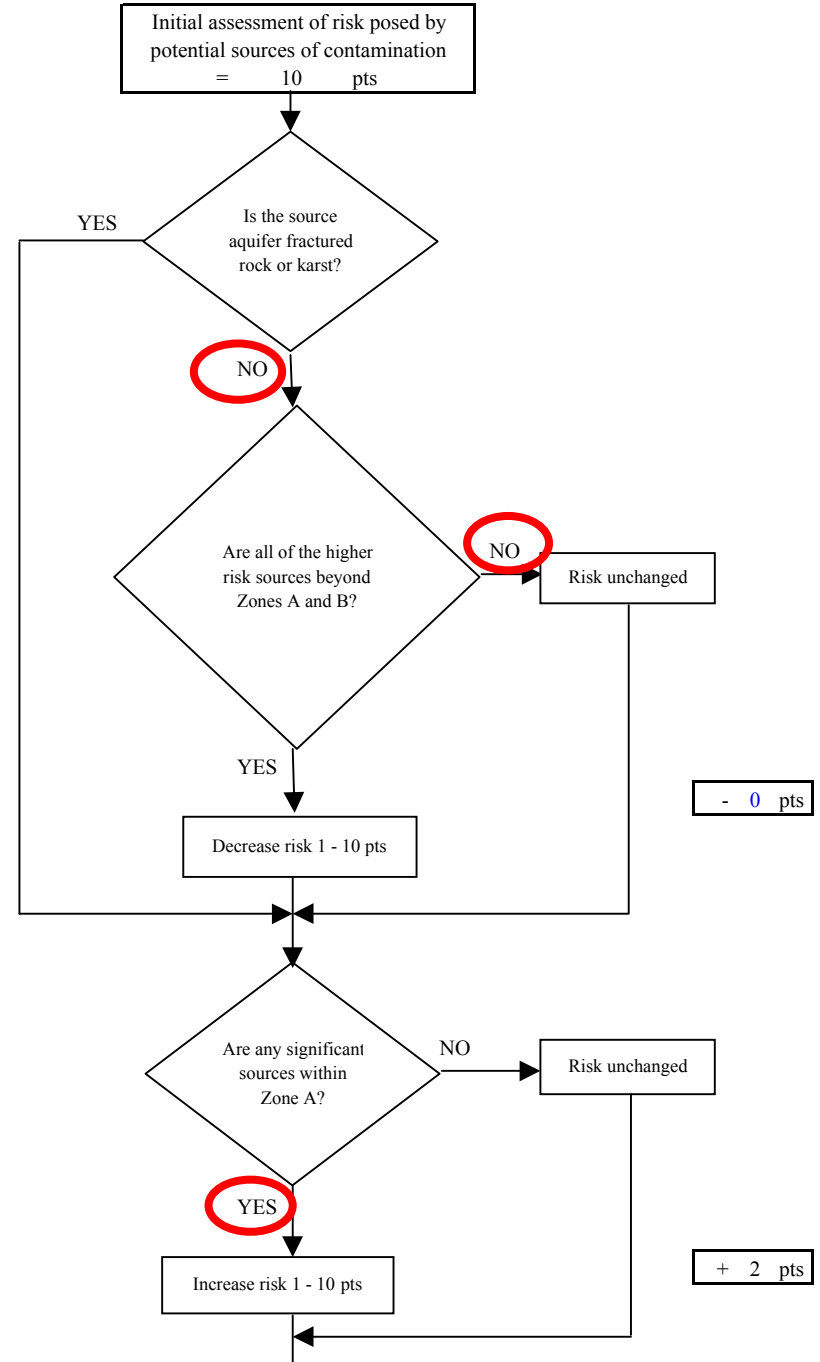 Initial assessment of risk posed by
potential sources of contamination
= 10 pts
Is the source
aquifer fractured
rock or karst?
YES
NO
Are all of the higher
risk sources beyond
Zones A and B?
NO
Risk unchanged
YES
- 0 pts
Decrease risk 1 - 10 pts
Are any significant
sources within
Zone A?
NO
Risk unchanged
YES
+ 2 pts
Increase risk 1 - 10 pts